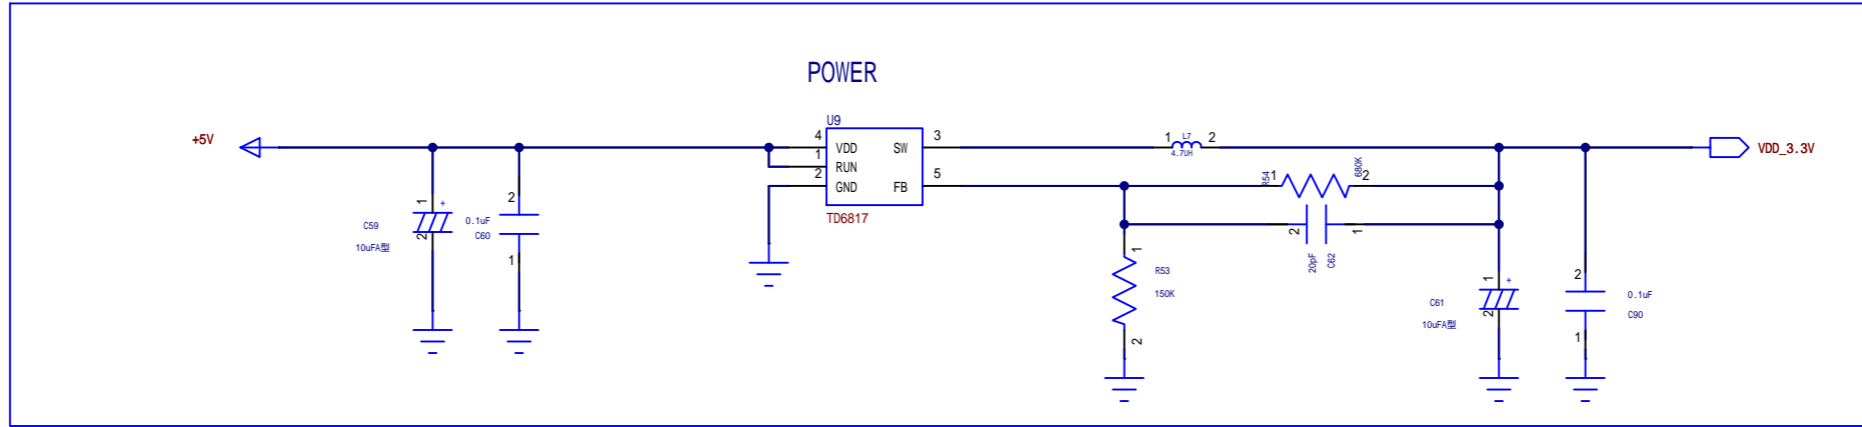 POWER
U9
+5V
4
VDD
SW
3
1
RUN
2
GND
FB
5
TD6817
1
L7
2
4.7UH
VDD_3.3V
R54
1
680K
2
2
1
20pF
C62
1
+
2
C59
10uFA型
2
0.1uF
C60
1
1
R53
150K
2
1
+
2
C61
10uFA型
2
0.1uF
C90
1